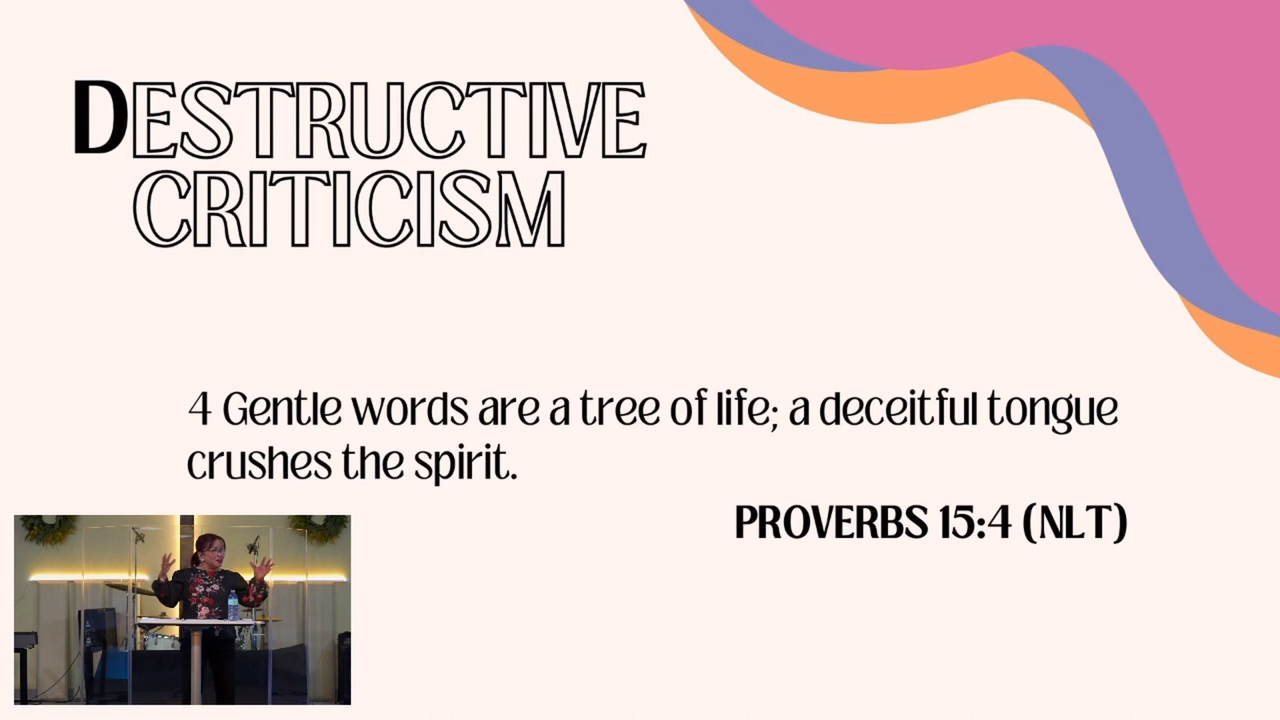 DESTRUCTIVE
CRITICISM
4 Gentle words are a tree of life; a deceitful tongue
crushes the spirit.
PROVERBS 15:4 (NLT)